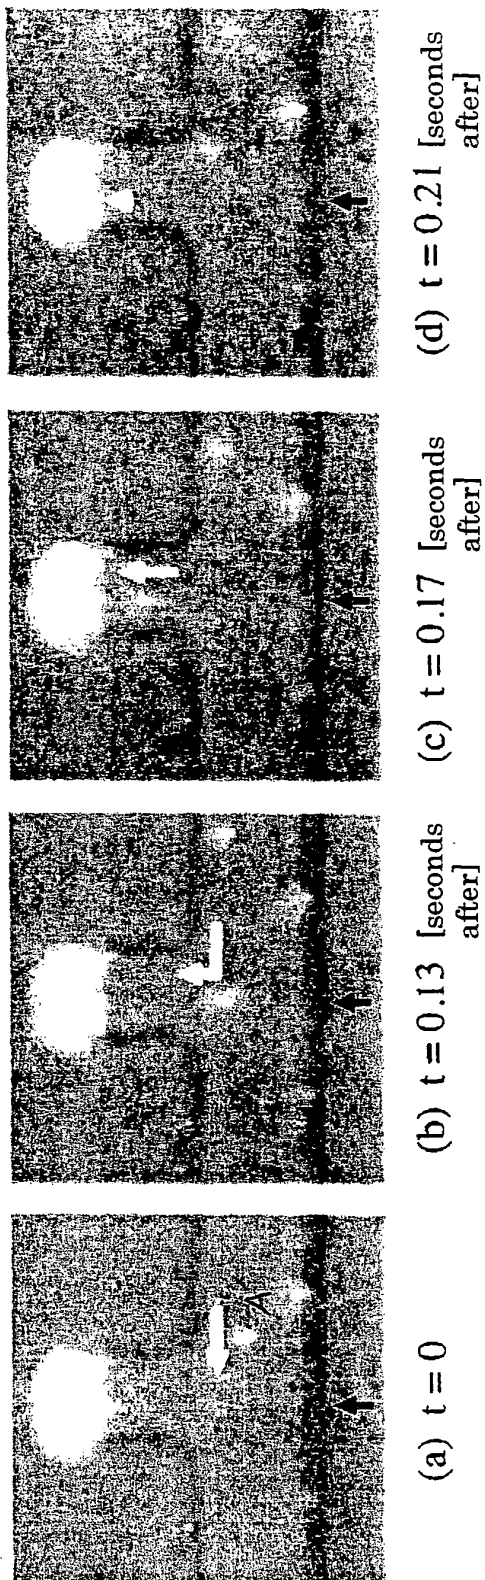 (a) t = 0
A
(b) t = 0.13 [seconds
after]
(c) t = 0.17 [seconds
after]
(d) t = 0.21 [seconds
after]